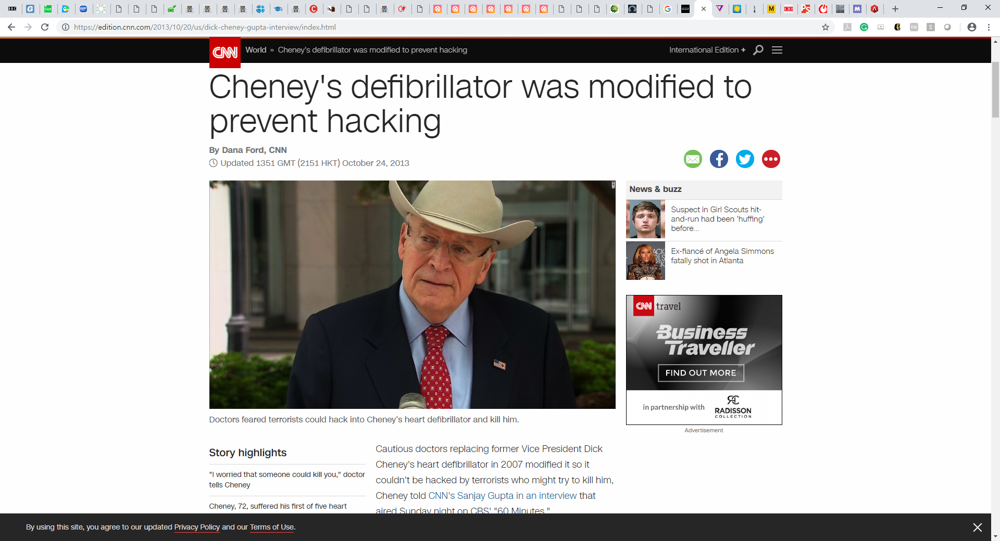 BBC
https://edition.cnn.com/2013/10/20/us/dick-cheney-gupta-interview/index.html
CNN
World » Cheney's defibrillator was modified to prevent hacking
International Edition +
Cheney's defibrillator was modified to
prevent hacking
By Dana Ford, CNN
Updated 1351 GMT (2151 HKT) October 24, 2013
Doctors feared terrorists could hack into Cheney's heart defibrillator and kill him.
News & buzz
Suspect in Girl Scouts hit-
and-run had been 'huffing'
before...
Ex-fiancé of Angela Simmons
fatally shot in Atlanta
CNN travel
Business
Traveller
FIND OUT MORE
in partnership with
RADISSON
COLLECTION
Advertisement
Story highlights
"I worried that someone could kill you," doctor
tells Cheney
Cheney, 72, suffered his first of five heart
Cautious doctors replacing former Vice President Dick
Cheney's heart defibrillator in 2007 modified it so it
couldn't be hacked by terrorists who might try to kill him,
Cheney told CNN's Sanjay Gupta in an interview that
aired Sunday night on CBS' "60 Minutes."
By using this site, you agree to our updated Privacy Policy and our Terms of Use.